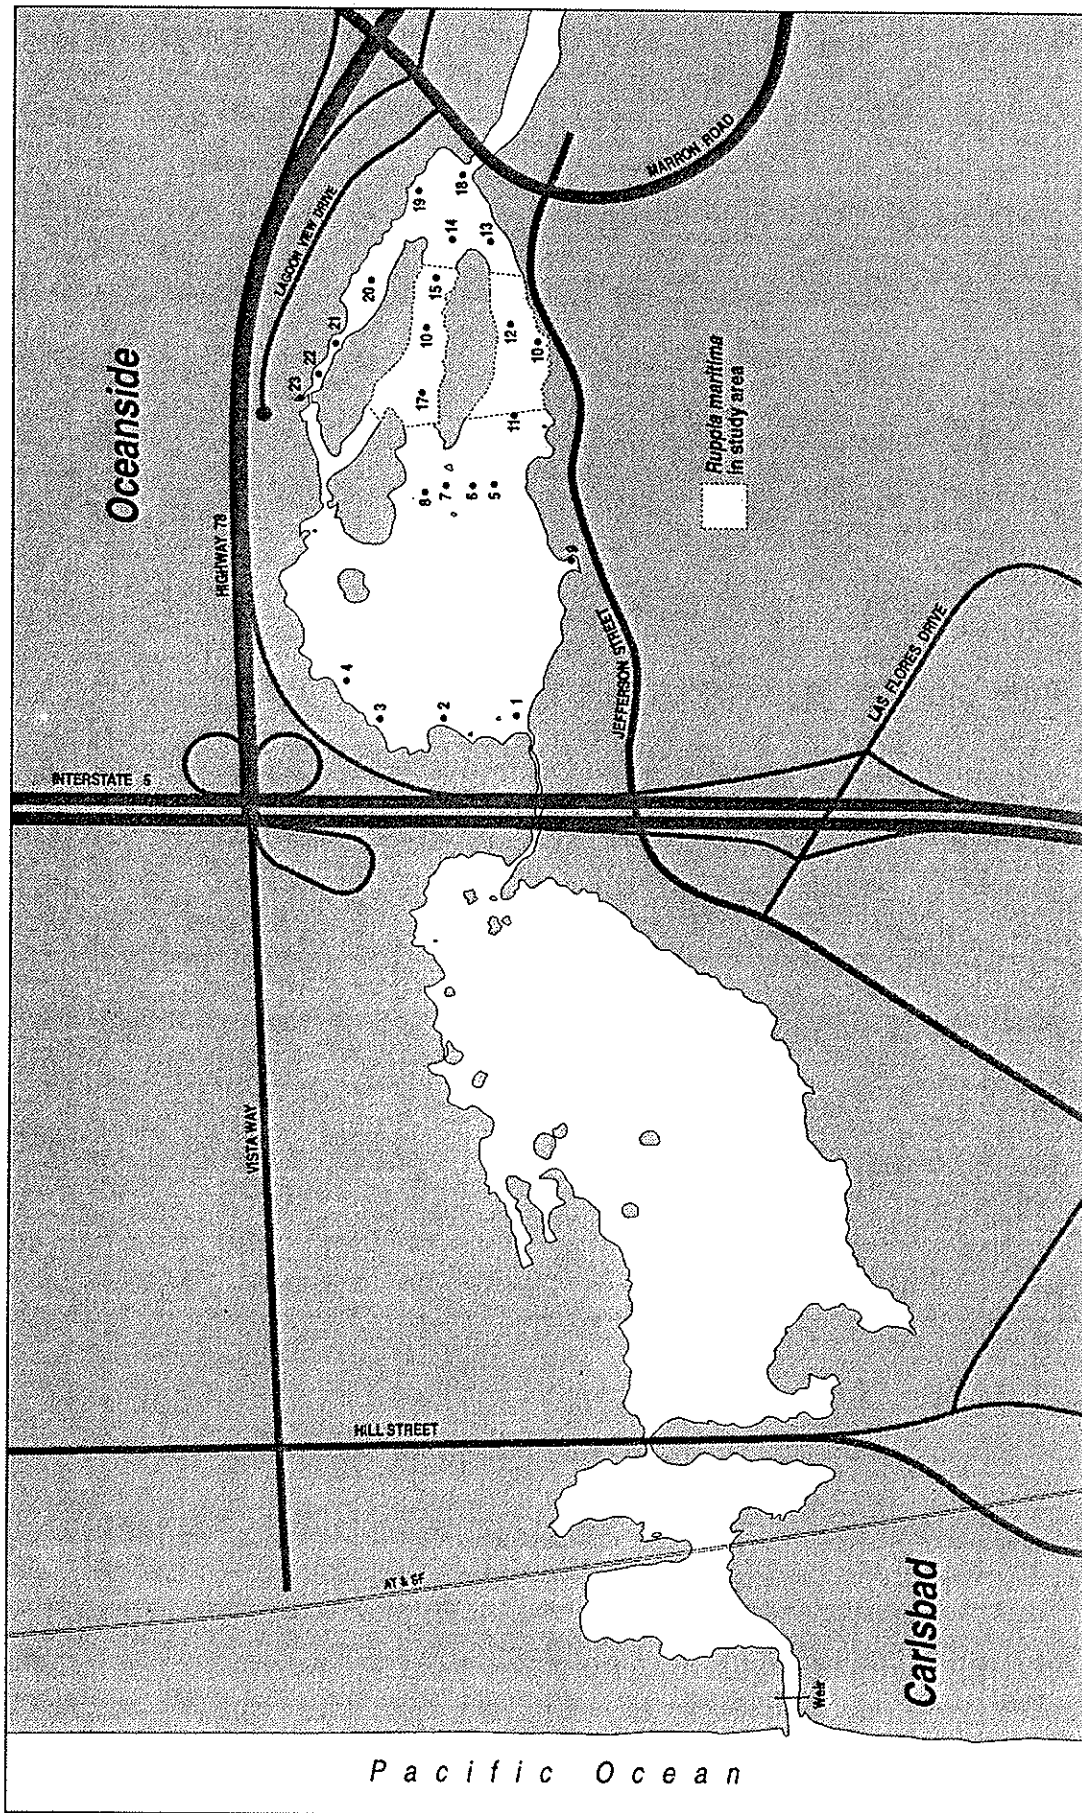 Oceanside
HIGHWAY 78
LAGOON VIEW DRIVE
MARRON ROAD
INTERSTATE 5
JEFFERSON STREET
LAS FLORES DRIVE
VISTA WAY
HILL STREET
AT & SF
Carlsbad
Weir
Pacific Ocean
Ruppia maritima
in study area
1
2
3
4
5
6
7
8
9
10
11
12
13
14
15
10
17
18
19
20
21
22
23